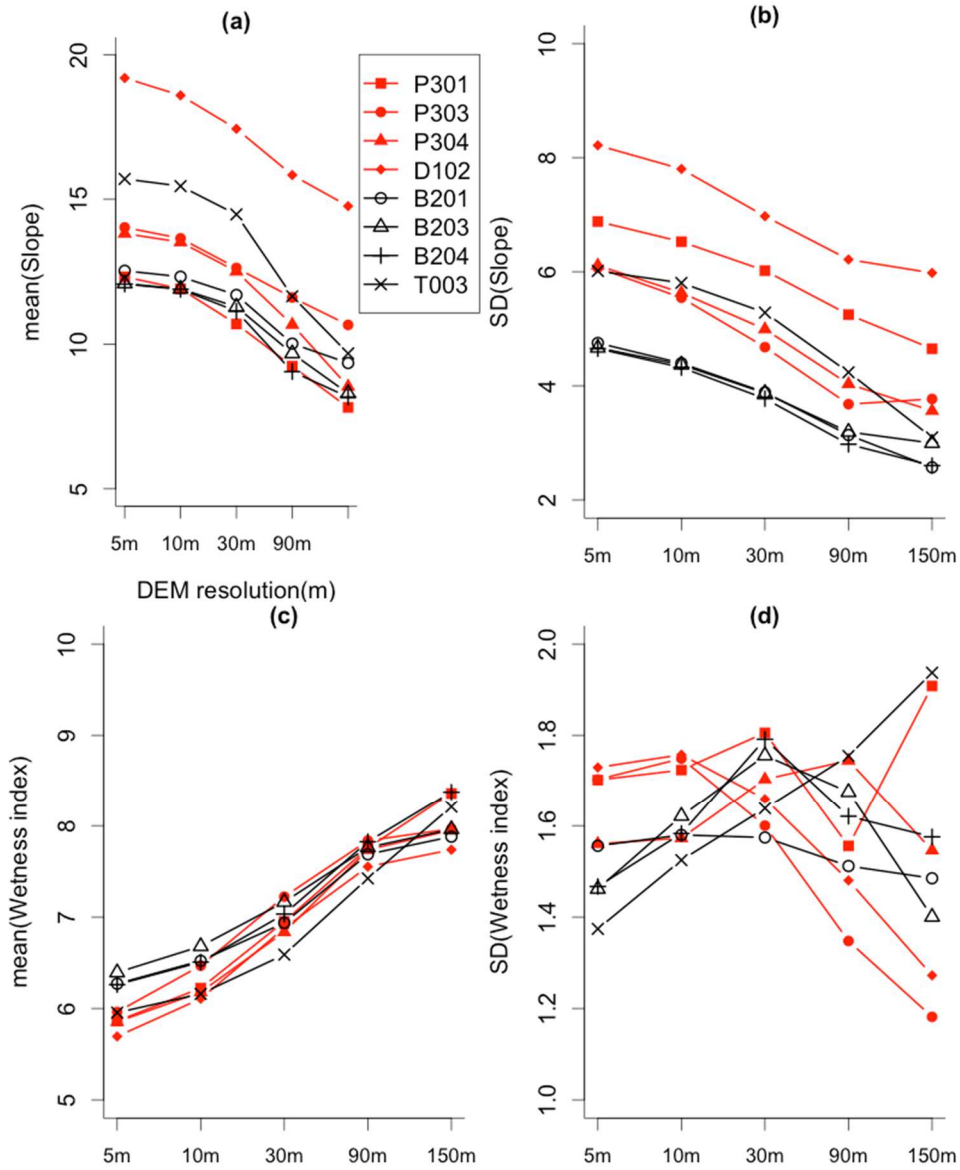 (a)
mean(Slope)
20
15
10
5
5m 10m 30m 90m
DEM resolution(m)
P301
P303
P304
D102
B201
B203
B204
T003
(b)
SD(Slope)
10
8
6
4
2
5m 10m 30m 90m 150m
(c)
mean(Wetness index)
10
9
8
7
6
5
5m 10m 30m 90m 150m
(d)
SD(Wetness index)
2.0
1.8
1.6
1.4
1.2
1.0
5m 10m 30m 90m 150m